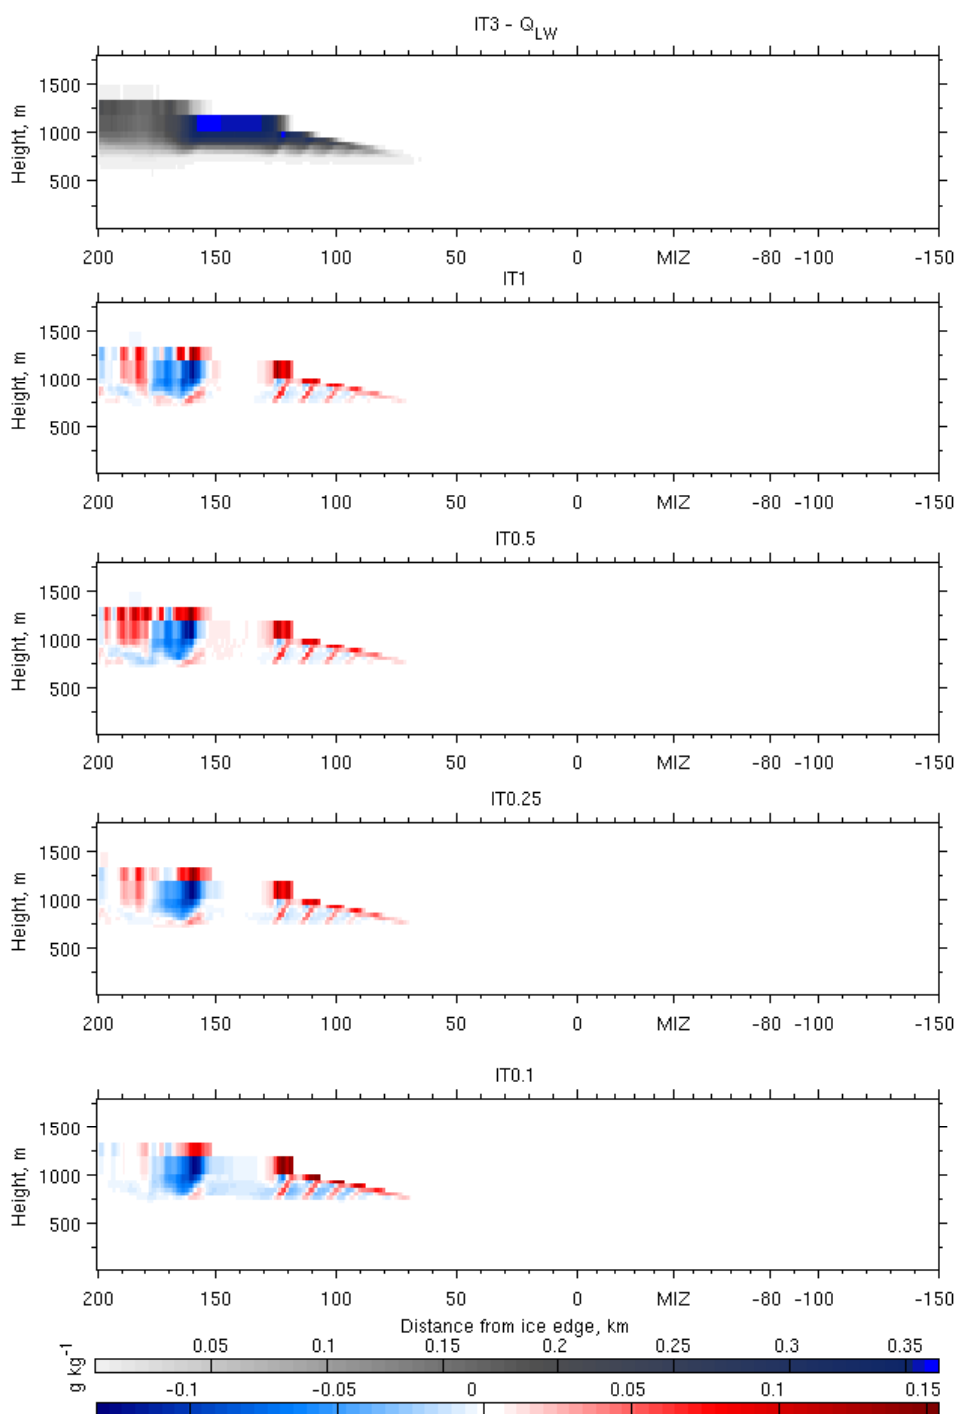 IT3 - Q_LW
Height, m
1500
1000
500
200 150 100 50 0 MIZ -80 -100 -150
IT1
Height, m
1500
1000
500
200 150 100 50 0 MIZ -80 -100 -150
IT0.5
Height, m
1500
1000
500
200 150 100 50 0 MIZ -80 -100 -150
IT0.25
Height, m
1500
1000
500
200 150 100 50 0 MIZ -80 -100 -150
IT0.1
Height, m
1500
1000
500
200 150 100 50 0 MIZ -80 -100 -150
Distance from ice edge, km
0.05 0.1 0.15 0.2 0.25 0.3 0.35
g kg^-1
-0.1 -0.05 0 0.05 0.1 0.15